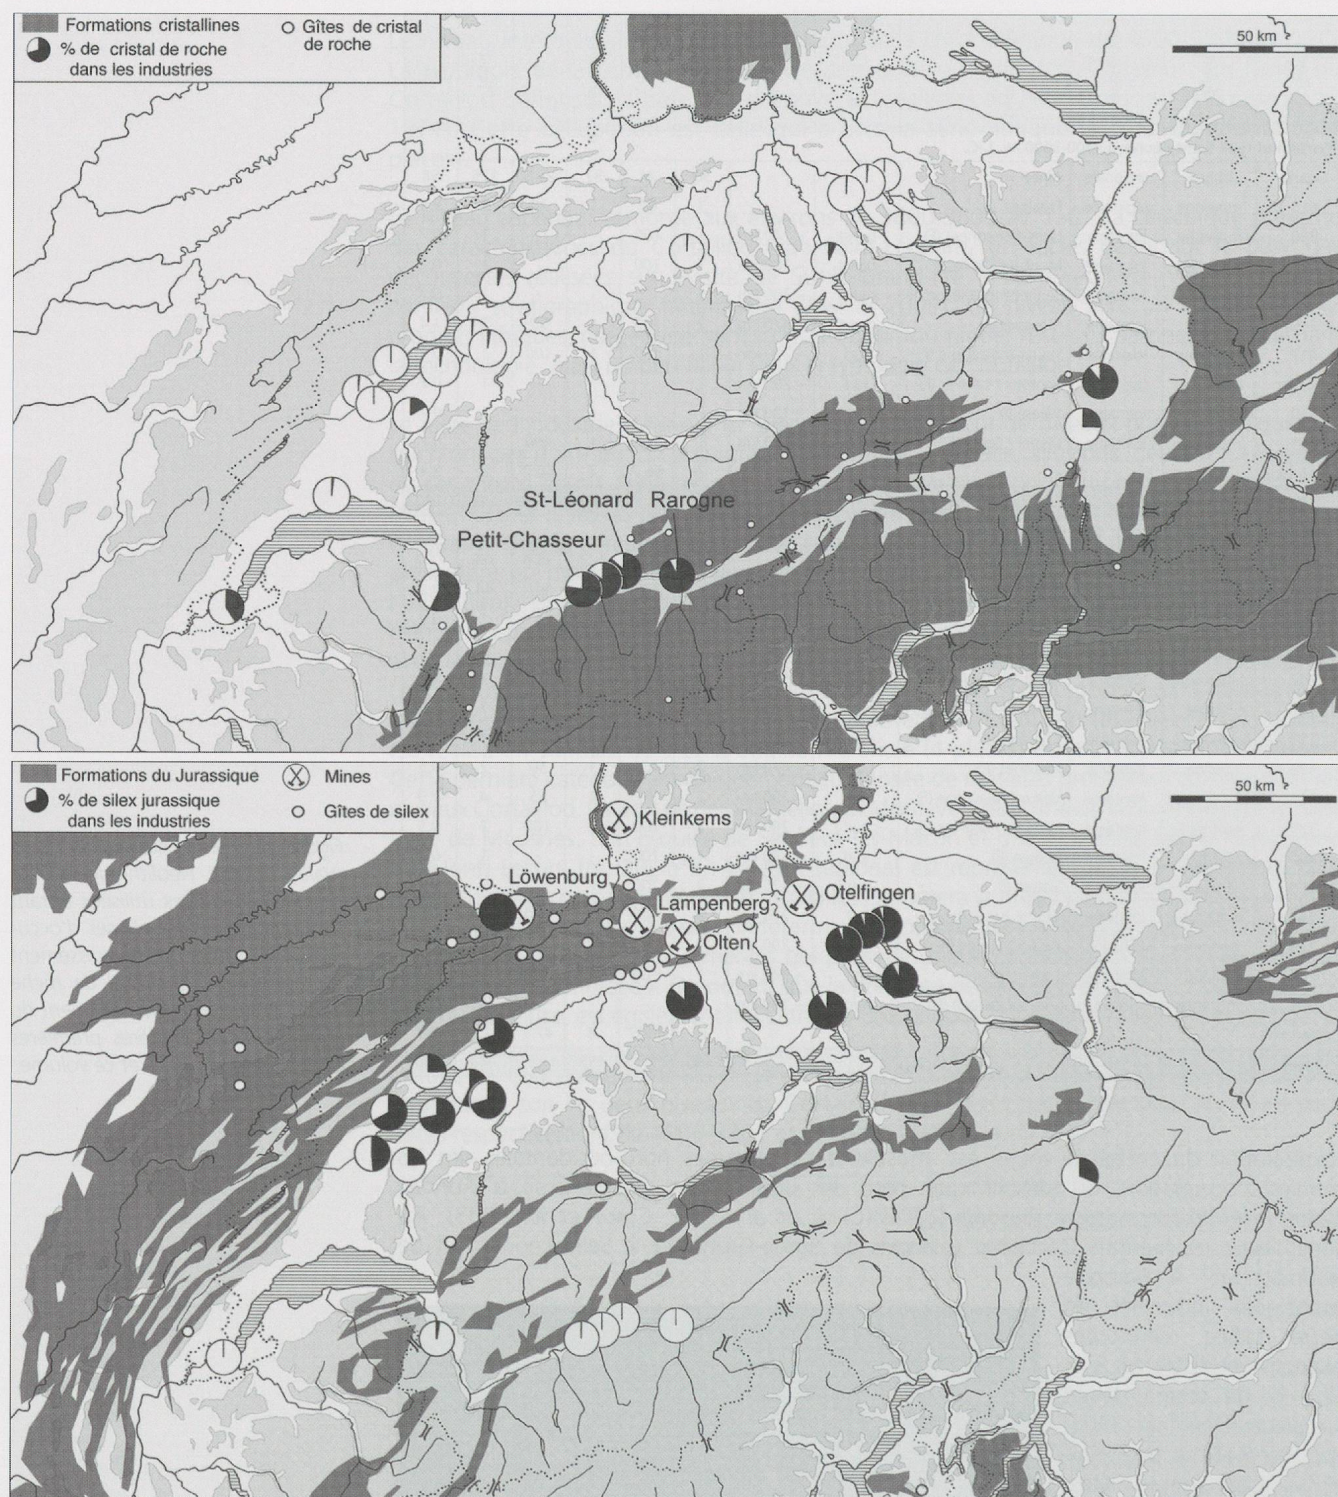 Formations cristallines
Gîtes de cristal
de roche
% de cristal de roche
dans les industries
50 km
St-Léonard Rarogne
Petit-Chasseur
Formations du Jurassique
Mines
% de silex jurassique
dans les industries
Gîtes de silex
50 km
Kleinkems
Löwenburg
Lampenberg
Otelfingen
Olten